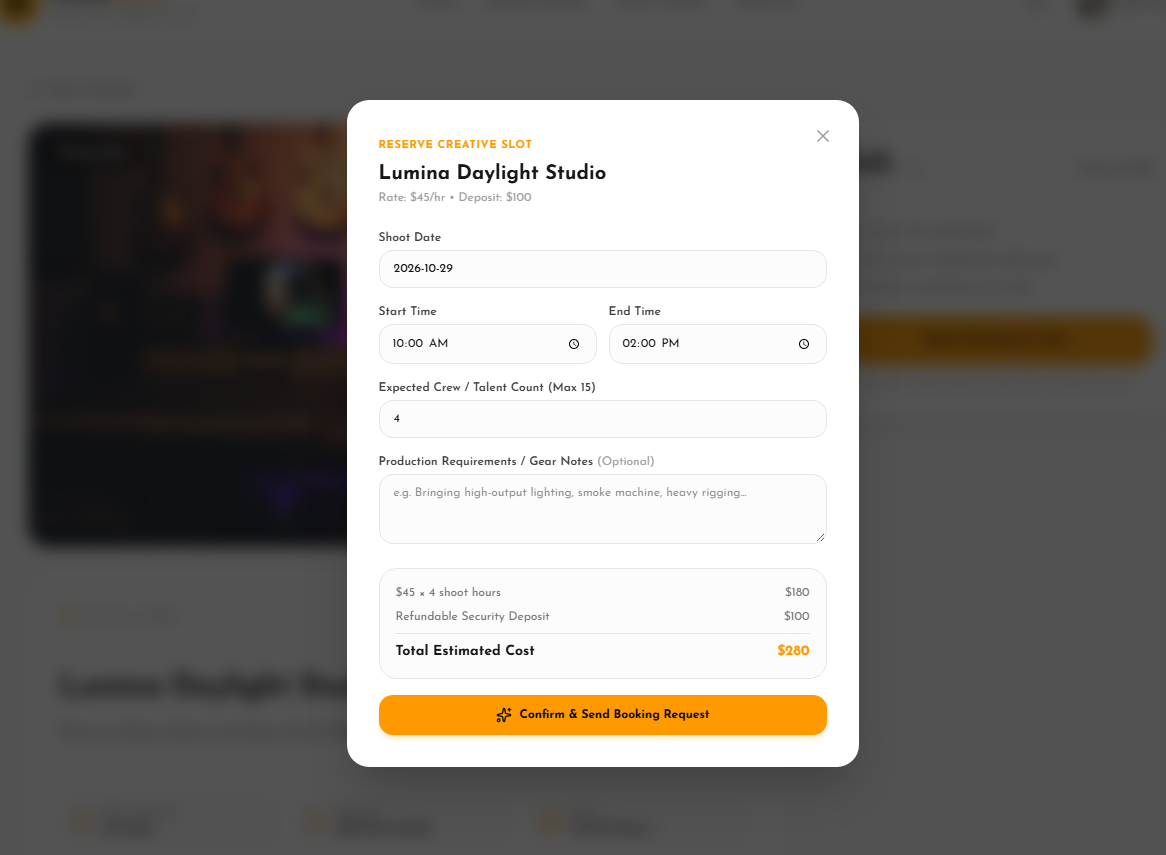 RESERVE CREATIVE SLOT
Lumina Daylight Studio
Rate: $45/hr • Deposit: $100
Shoot Date
2026-10-29
Start Time
End Time
10:00 AM
02:00 PM
Expected Crew / Talent Count (Max 15)
4
Production Requirements / Gear Notes (Optional)
e.g. Bringing high-output lighting, smoke machine, heavy rigging...
$45 × 4 shoot hours
$180
Refundable Security Deposit
$100
Total Estimated Cost
$280
Confirm & Send Booking Request